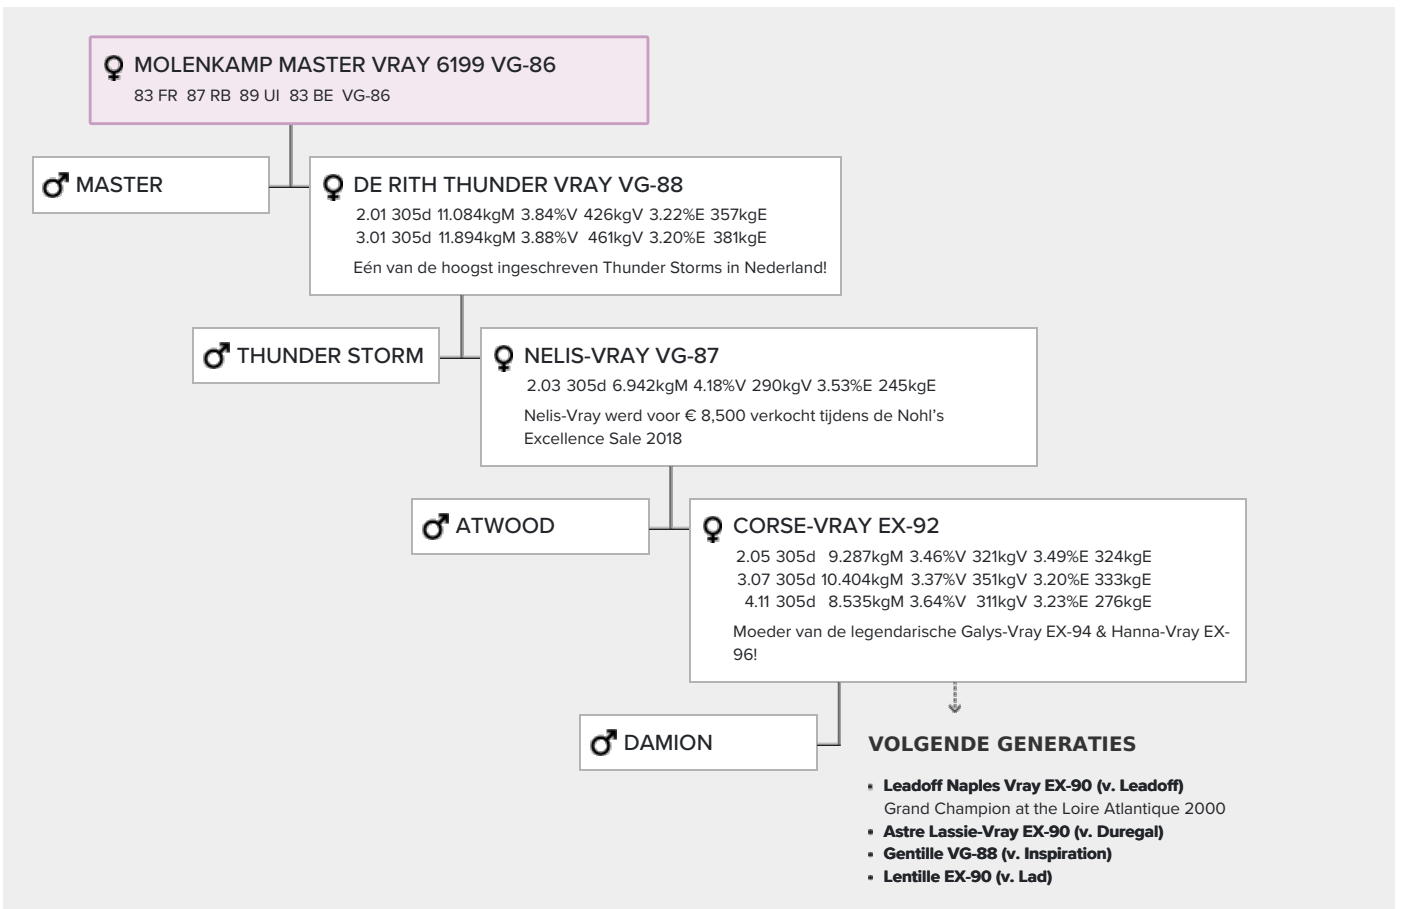 MOLENKAMP MASTER VRAY 6199 VG-86
83 FR 87 RB 89 UI 83 BE VG-86
MASTER
DE RITH THUNDER VRAY VG-88
2.01 305d 11.084kgM 3.84%V 426kgV 3.22%E 357kgE
3.01 305d 11.894kgM 3.88%V 461kgV 3.20%E 381kgE
Eén van de hoogst ingeschreven Thunder Storms in Nederland!
THUNDER STORM
NELIS-VRAY VG-87
2.03 305d 6.942kgM 4.18%V 290kgV 3.53%E 245kgE
Nelis-Vray werd voor € 8,500 verkocht tijdens de Nohl's
Excellence Sale 2018
ATWOOD
CORSE-VRAY EX-92
2.05 305d 9.287kgM 3.46%V 321kgV 3.49%E 324kgE
3.07 305d 10.404kgM 3.37%V 351kgV 3.20%E 333kgE
4.11 305d 8.535kgM 3.64%V 311kgV 3.23%E 276kgE
Moeder van de legendarische Galys-Vray EX-94 & Hanna-Vray EX-
96!
DAMION
VOLGENDE GENERATIES
• Leadoff Naples Vray EX-90 (v. Leadoff)
Grand Champion at the Loire Atlantique 2000
• Astre Lassie-Vray EX-90 (v. Duregal)
• Gentille VG-88 (v. Inspiration)
• Lentille EX-90 (v. Lad)